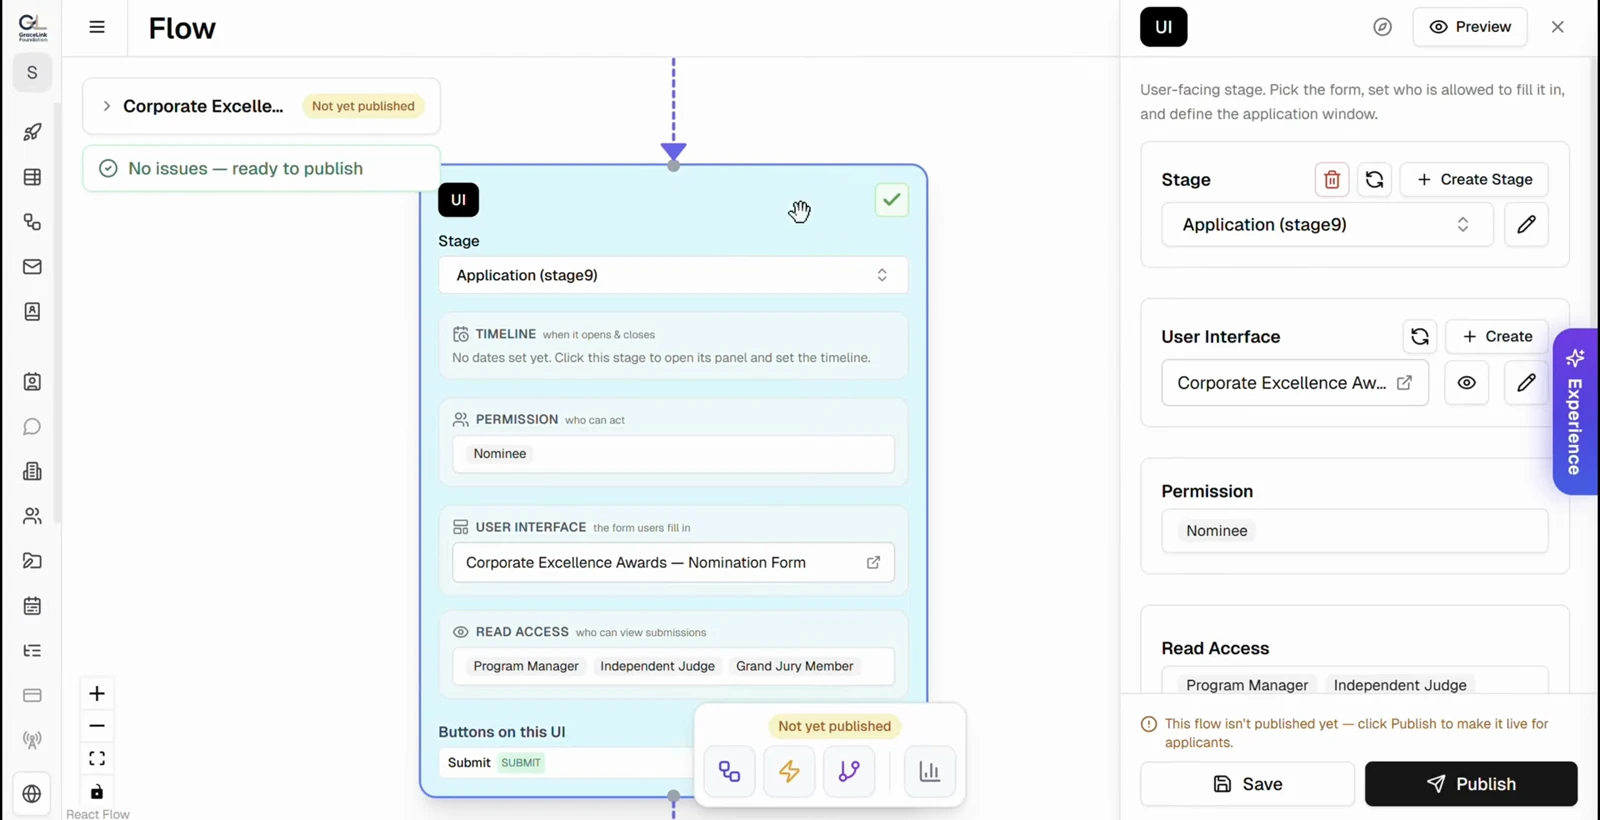 GL
GraceLink
Foundation
S
Flow
Corporate Excelle...
Not yet published
No issues — ready to publish
UI
Stage
Application (stage9)
TIMELINE when it opens & closes
No dates set yet. Click this stage to open its panel and set the timeline.
PERMISSION who can act
Nominee
USER INTERFACE the form users fill in
Corporate Excellence Awards — Nomination Form
READ ACCESS who can view submissions
Program Manager Independent Judge Grand Jury Member
Buttons on this UI
Submit SUBMIT
Not yet published
React Flow
UI
Preview
User-facing stage. Pick the form, set who is allowed to fill it in,
and define the application window.
Stage
Create Stage
Application (stage9)
User Interface
Create
Corporate Excellence Aw...
Experience
Permission
Nominee
Read Access
Program Manager Independent Judge
This flow isn't published yet — click Publish to make it live for
applicants.
Save
Publish